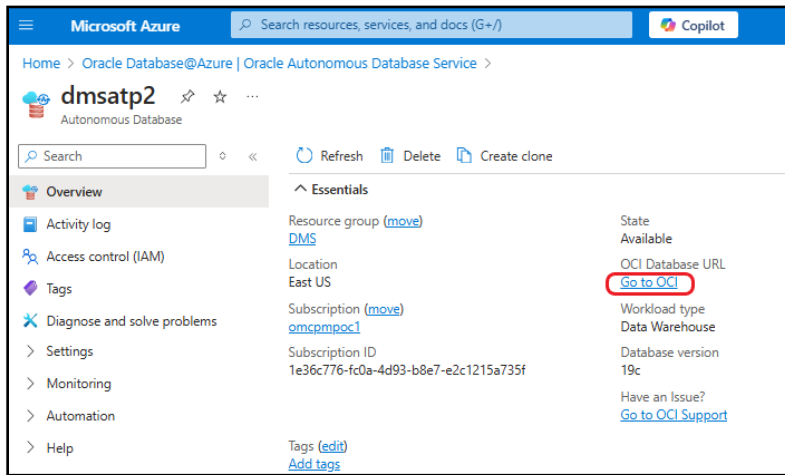 Microsoft Azure
Search resources, services, and docs (G+/)
Copilot
Home > Oracle Database@Azure | Oracle Autonomous Database Service >
dmsatp2
Autonomous Database
Search
Refresh
Delete
Create clone
Overview
Activity log
Access control (IAM)
Tags
Diagnose and solve problems
Settings
Monitoring
Automation
Help
Essentials
Resource group (move)
DMS
Location
East US
Subscription (move)
omcpmpoc1
Subscription ID
1e36c776-fc0a-4d93-b8e7-e2c1215a735f
Tags (edit)
Add tags
State
Available
OCI Database URL
Go to OCI
Workload type
Data Warehouse
Database version
19c
Have an Issue?
Go to OCI Support